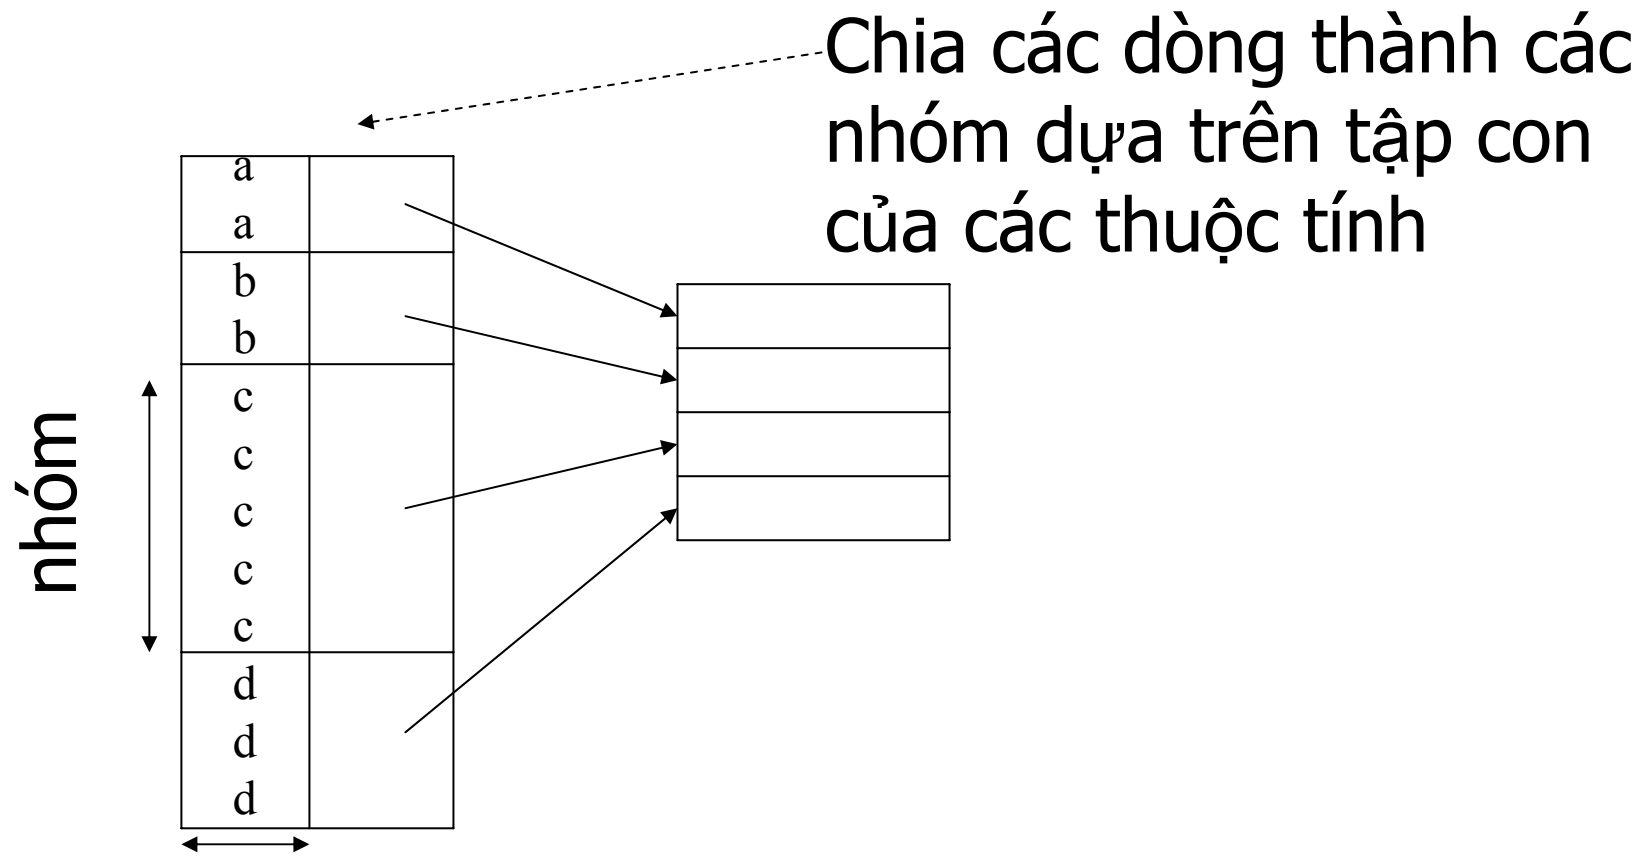 Chia các dòng thành các
nhóm dựa trên tập con
của các thuộc tính
a
a
b
b
c
c
c
c
c
d
d
d
nhóm